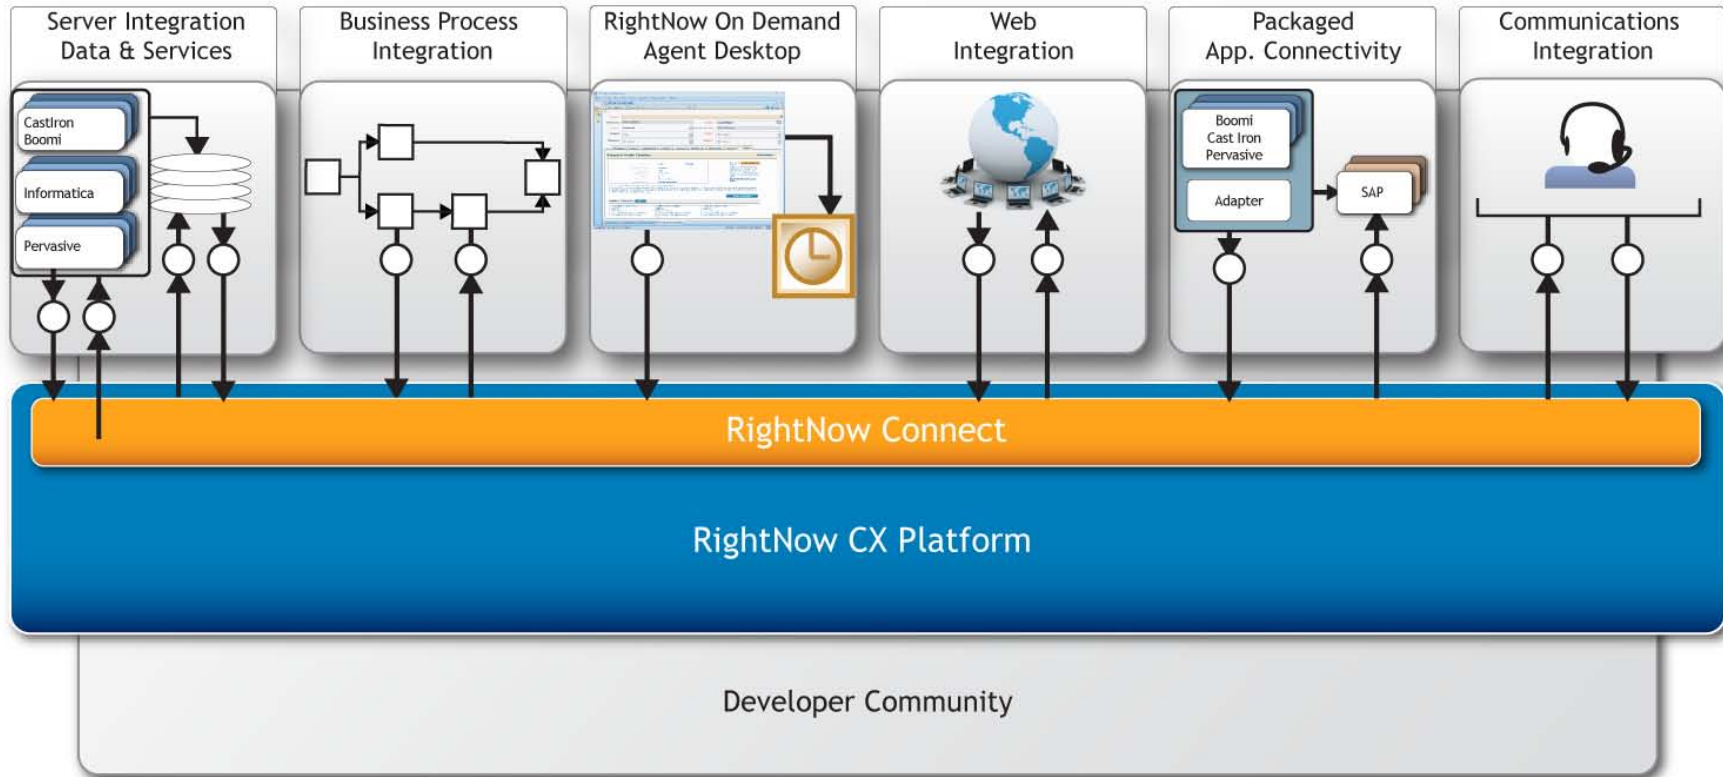 Server Integration
Data & Services
Business Process
Integration
RightNow On Demand
Agent Desktop
Web
Integration
Packaged
App. Connectivity
Communications
Integration
CastIron
Boomi
Informatica
Pervasive
Boomi
Cast Iron
Pervasive
Adapter
SAP
RightNow Connect
RightNow CX Platform
Developer Community